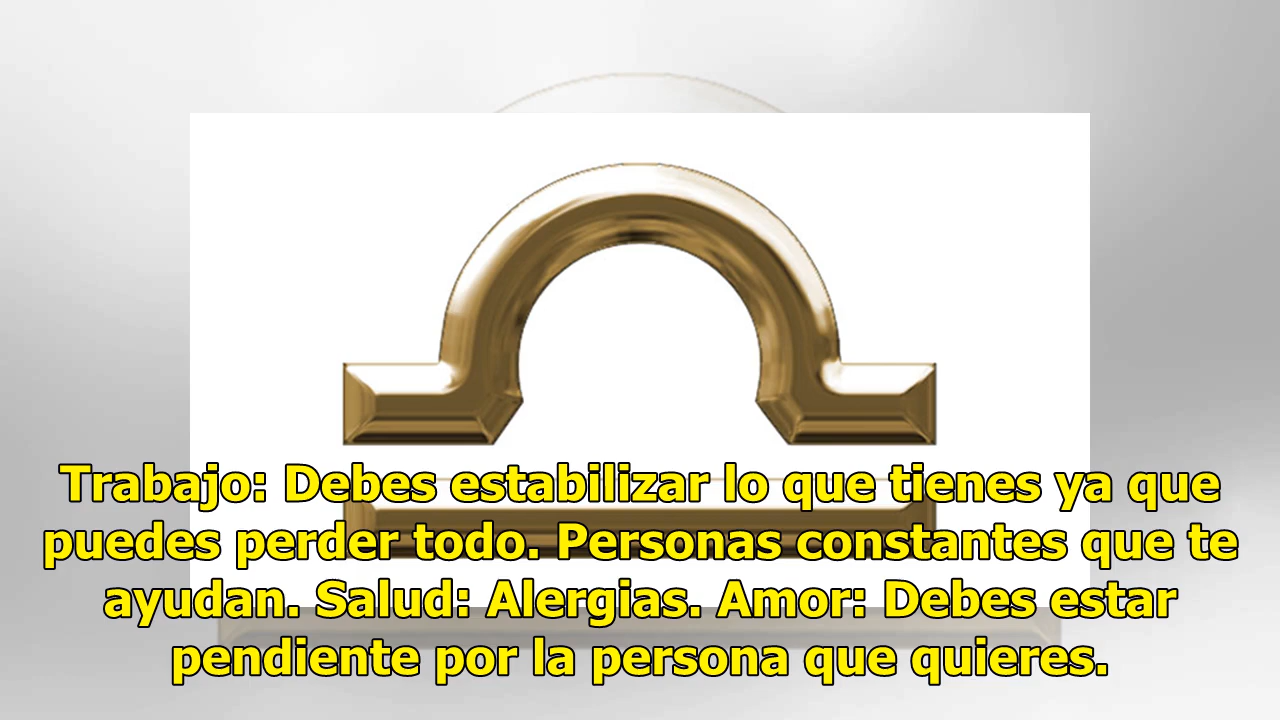 Trabajo: Debes estabilizar lo que tienes ya que
puedes perder todo. Personas constantes que te
ayudan. Salud: Alergias. Amor: Debes estar
pendiente por la persona que quieres.